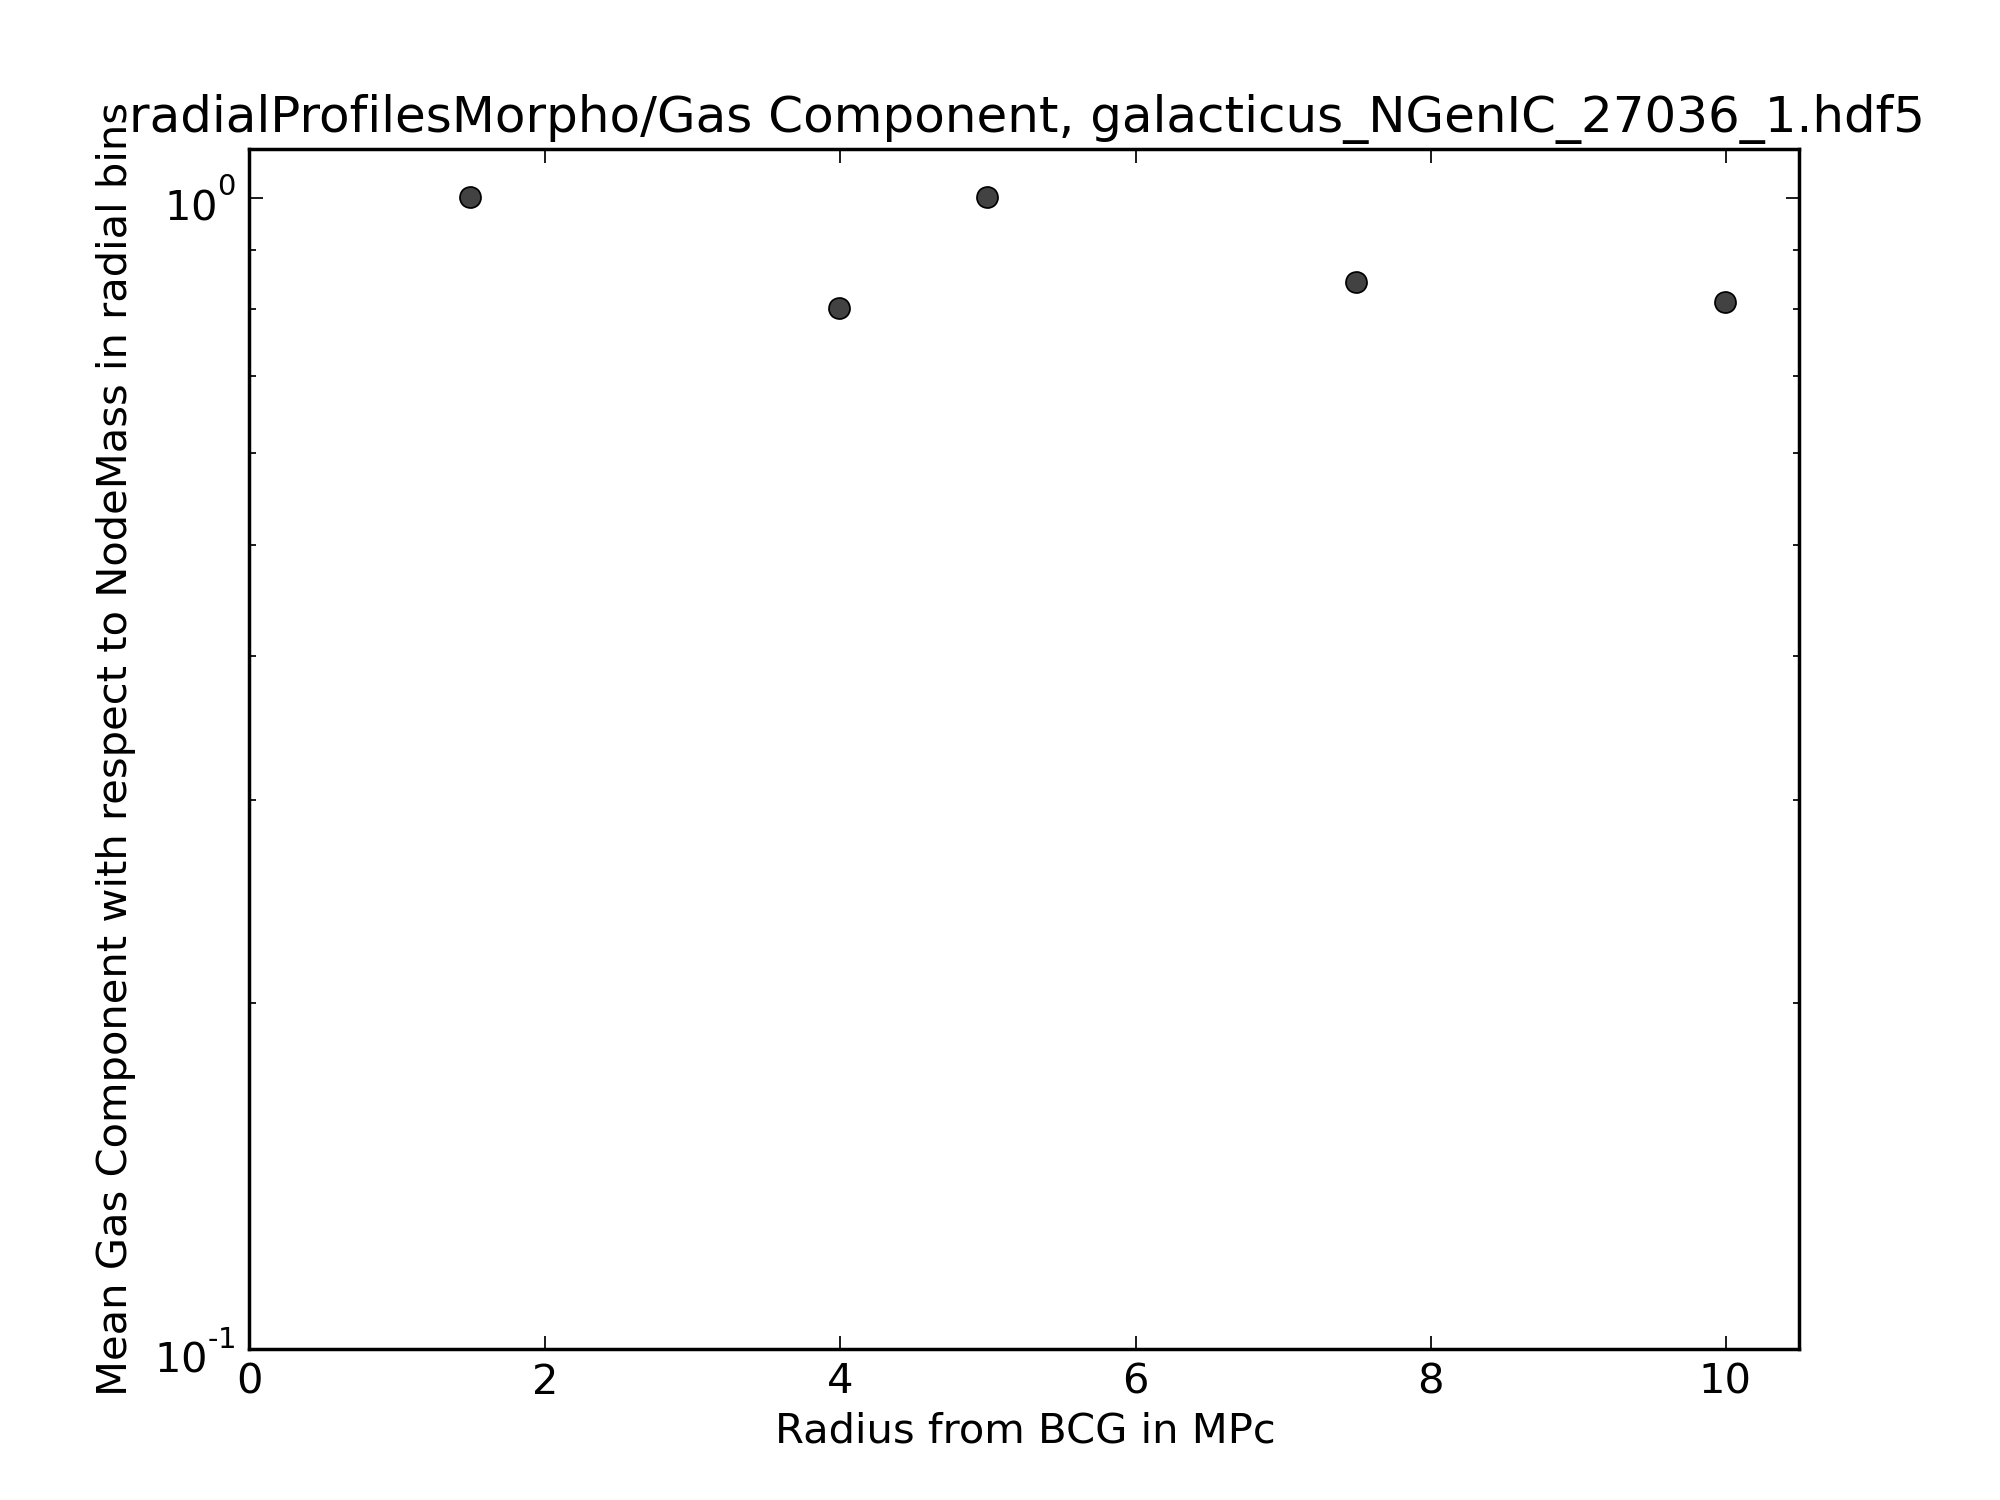 radialProfilesMorpho/Gas Component, galacticus_NGenIC_27036_1.hdf5
Mean Gas Component with respect to NodeMass in radial bins
10^0
10^-1
0 2 4 6 8 10
Radius from BCG in MPc